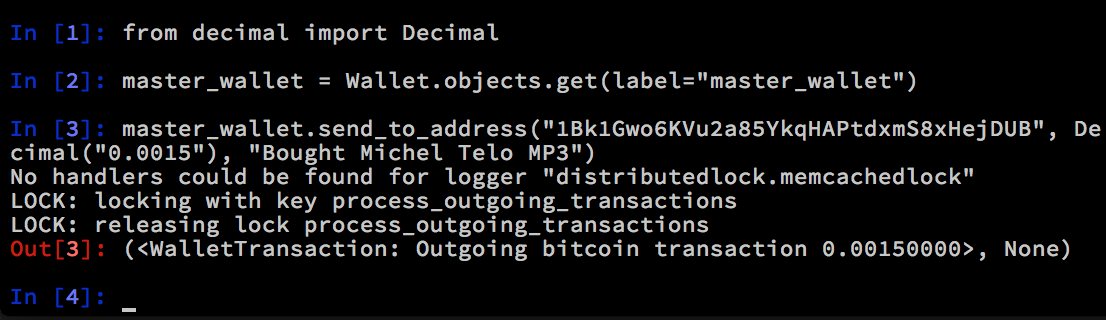 In [1]: from decimal import Decimal
In [2]: master_wallet = Wallet.objects.get(label="master_wallet")
In [3]: master_wallet.send_to_address("1Bk1Gwo6KVu2a85YkqHAPtdxmS8xHejDUB", De
cimal("0.0015"), "Bought Michel Telo MP3")
No handlers could be found for logger "distributedlock.memcachedlock"
LOCK: locking with key process_outgoing_transactions
LOCK: releasing lock process_outgoing_transactions
Out[3]: (<WalletTransaction: Outgoing bitcoin transaction 0.00150000>, None)
In [4]: _